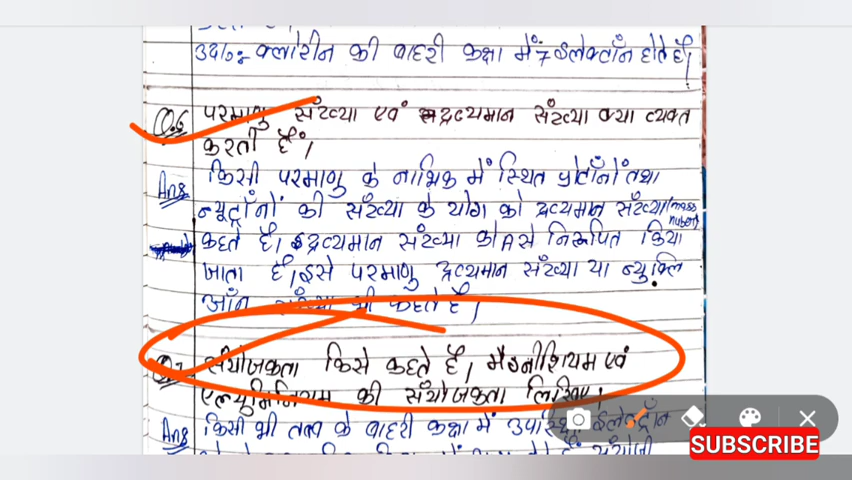 उदा०:- क्लोरीन की बाहरी कक्षा में 7 इलेक्ट्रॉन होते हैं।
Q.6 परमाणु संख्या एवं द्रव्यमान संख्या क्या व्यक्त
करती हैं।
Ans किसी परमाणु के नाभिक में स्थित प्रोटॉनों तथा
न्यूट्रॉनों की संख्या के योग को द्रव्यमान संख्या (mass
number)
कहते हैं। द्रव्यमान संख्या को A से निरूपित किया
जाता है। इसे परमाणु द्रव्यमान संख्या या न्युक्लि
ऑन संख्या भी कहते हैं।
Q.7 संयोजकता किसे कहते हैं। मैग्नीशियम एवं
एल्युमिनियम की संयोजकता लिखिए।
Ans किसी भी तत्व के बाहरी कक्षा में उपस्थित इलेक्ट्रॉन
SUBSCRIBE